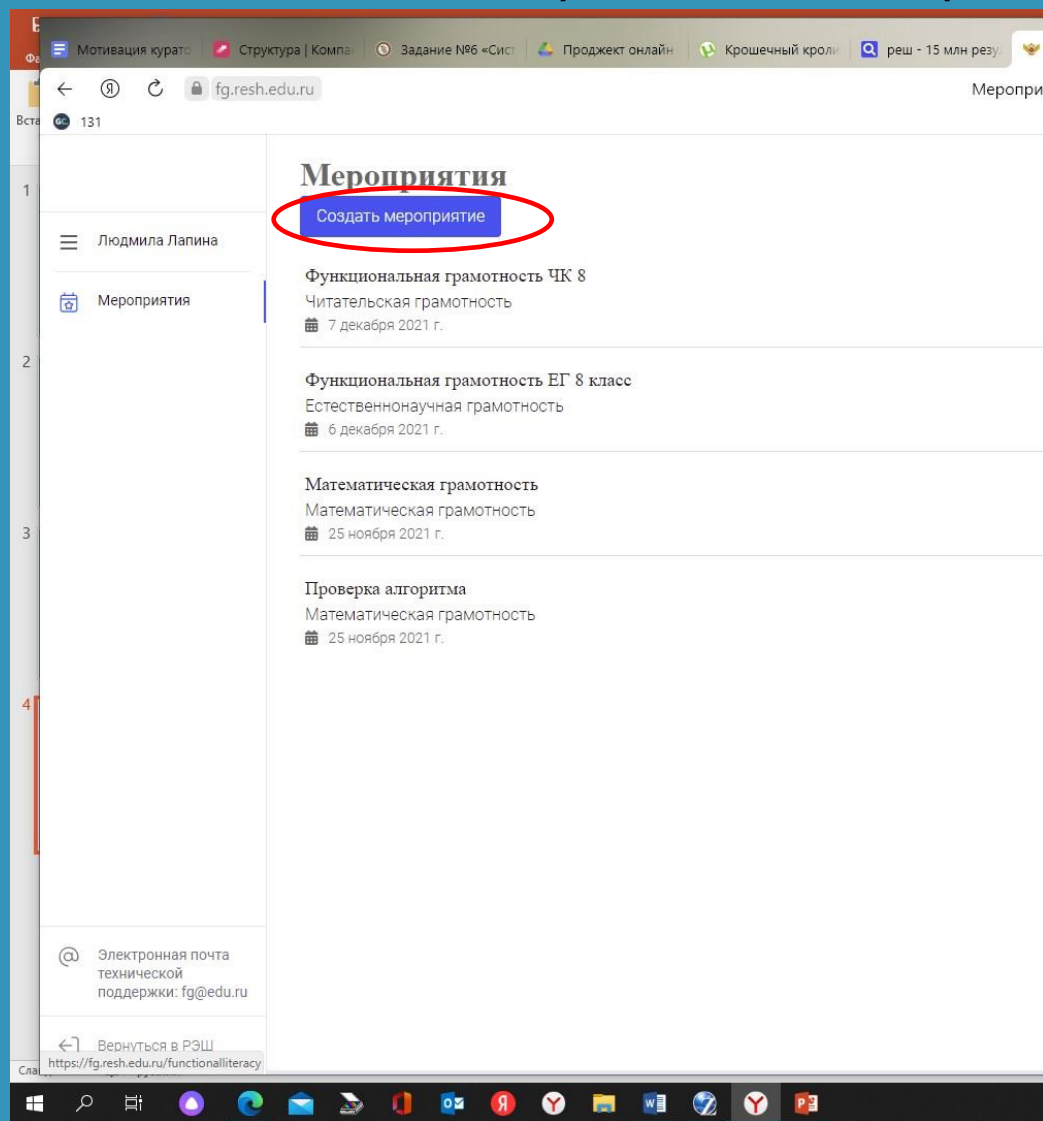 Мотивация курато
Структура | Компа
Задание №6 «Сист
Проджект онлайн
Крошечный кроли
реш - 15 млн резу
fg.resh.edu.ru
Меропри
Вста
131
Мероприятия
Создать мероприятие
Людмила Лапина
Мероприятия
Функциональная грамотность ЧК 8
Читательская грамотность
7 декабря 2021 г.
Функциональная грамотность ЕГ 8 класс
Естественнонаучная грамотность
6 декабря 2021 г.
Математическая грамотность
Математическая грамотность
25 ноября 2021 г.
Проверка алгоритма
Математическая грамотность
25 ноября 2021 г.
1
2
3
4
Электронная почта
технической
поддержки: fg@edu.ru
Вернуться в РЭШ
https://fg.resh.edu.ru/functionalliteracy